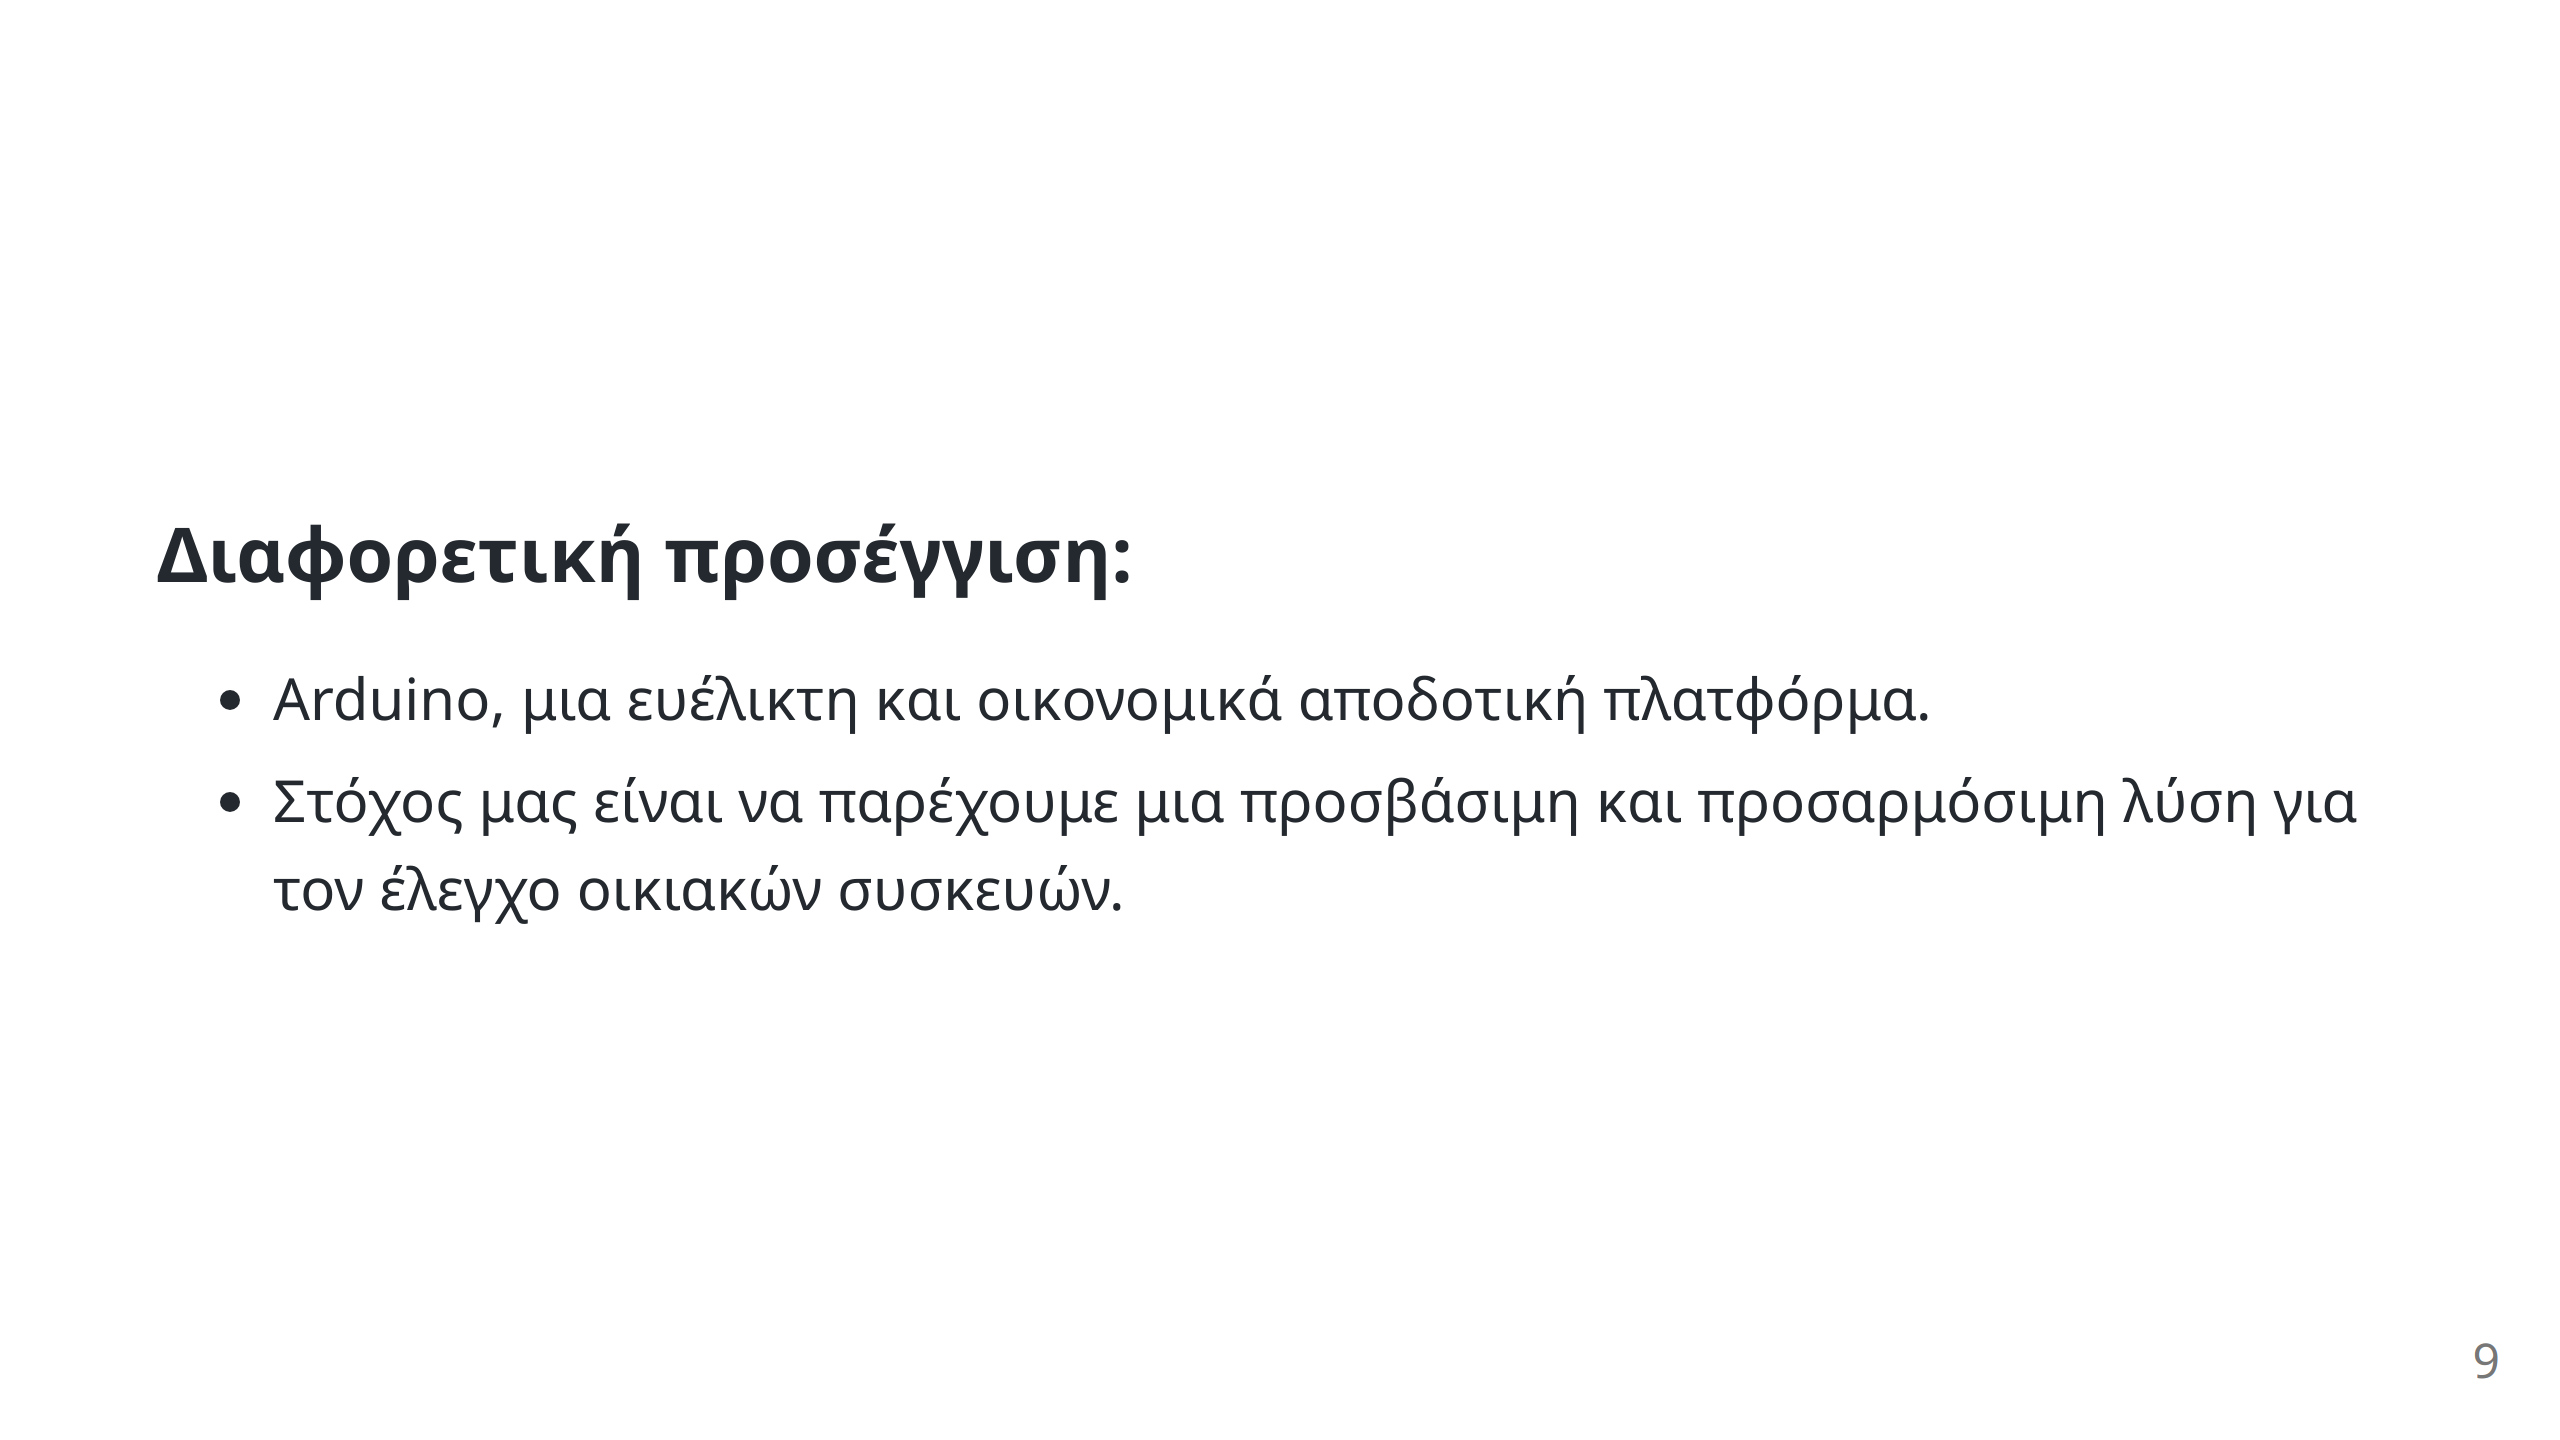 Διαφορετική προσέγγιση:
• Arduino, μια ευέλικτη και οικονομικά αποδοτική πλατφόρμα.
• Στόχος μας είναι να παρέχουμε μια προσβάσιμη και προσαρμόσιμη λύση για
τον έλεγχο οικιακών συσκευών.
9